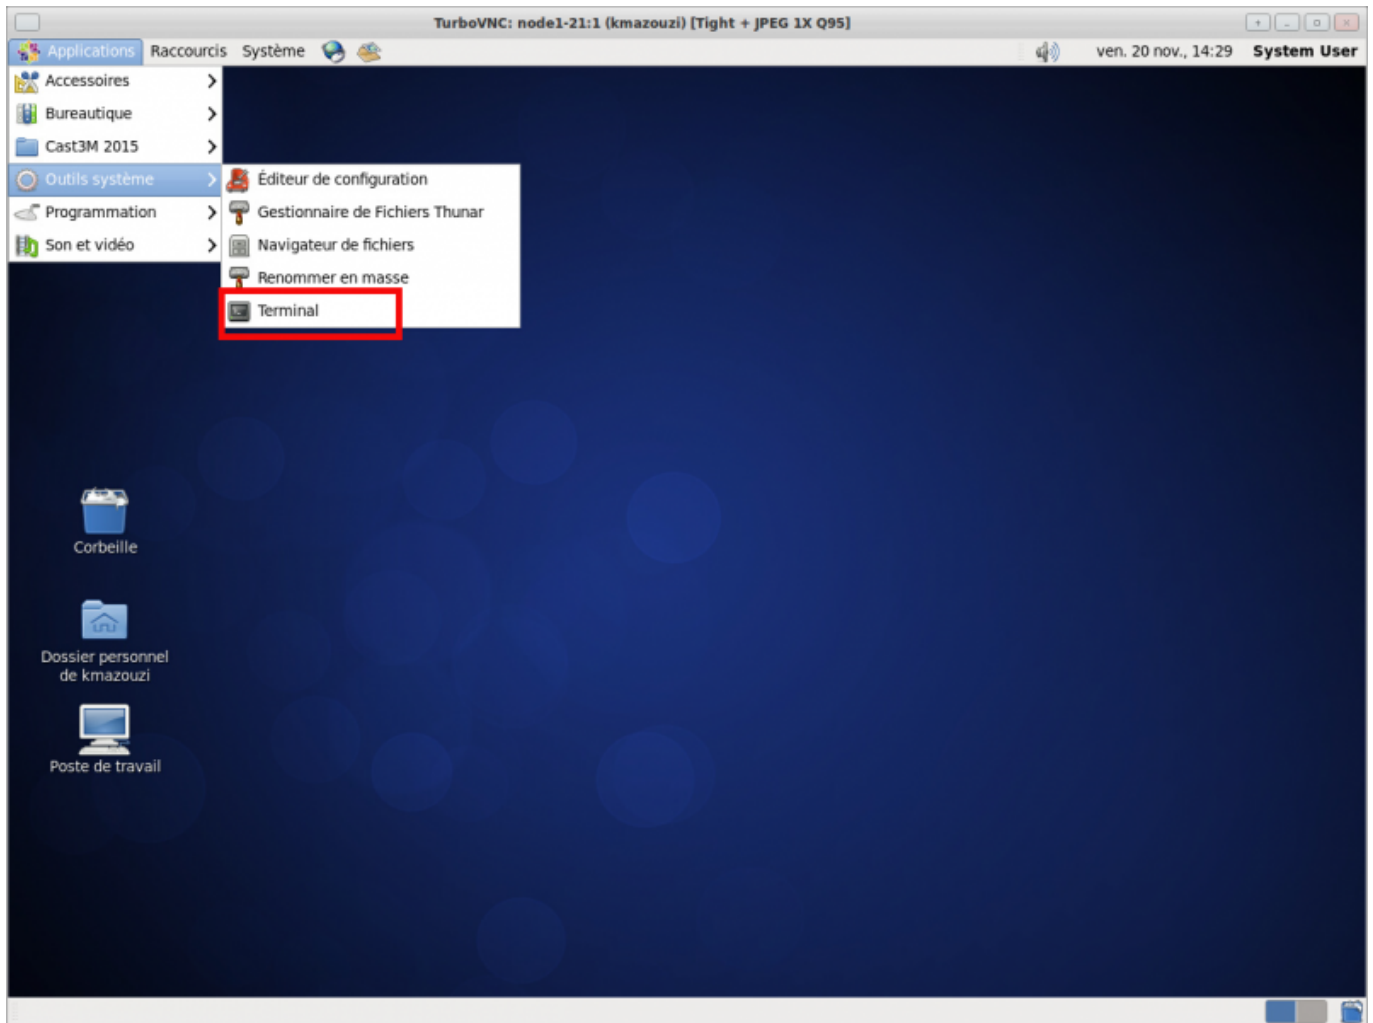 TurboVNC: node1-21:1 (kmazouzi) [Tight + JPEG 1X Q95]
Applications Raccourcis Système ven. 20 nov., 14:29 System User
Accessoires
Bureautique
Cast3M 2015
Outils système
Programmation
Son et vidéo
Éditeur de configuration
Gestionnaire de Fichiers Thunar
Navigateur de fichiers
Renommer en masse
Terminal
Corbeille
Dossier personnel
de kmazouzi
Poste de travail